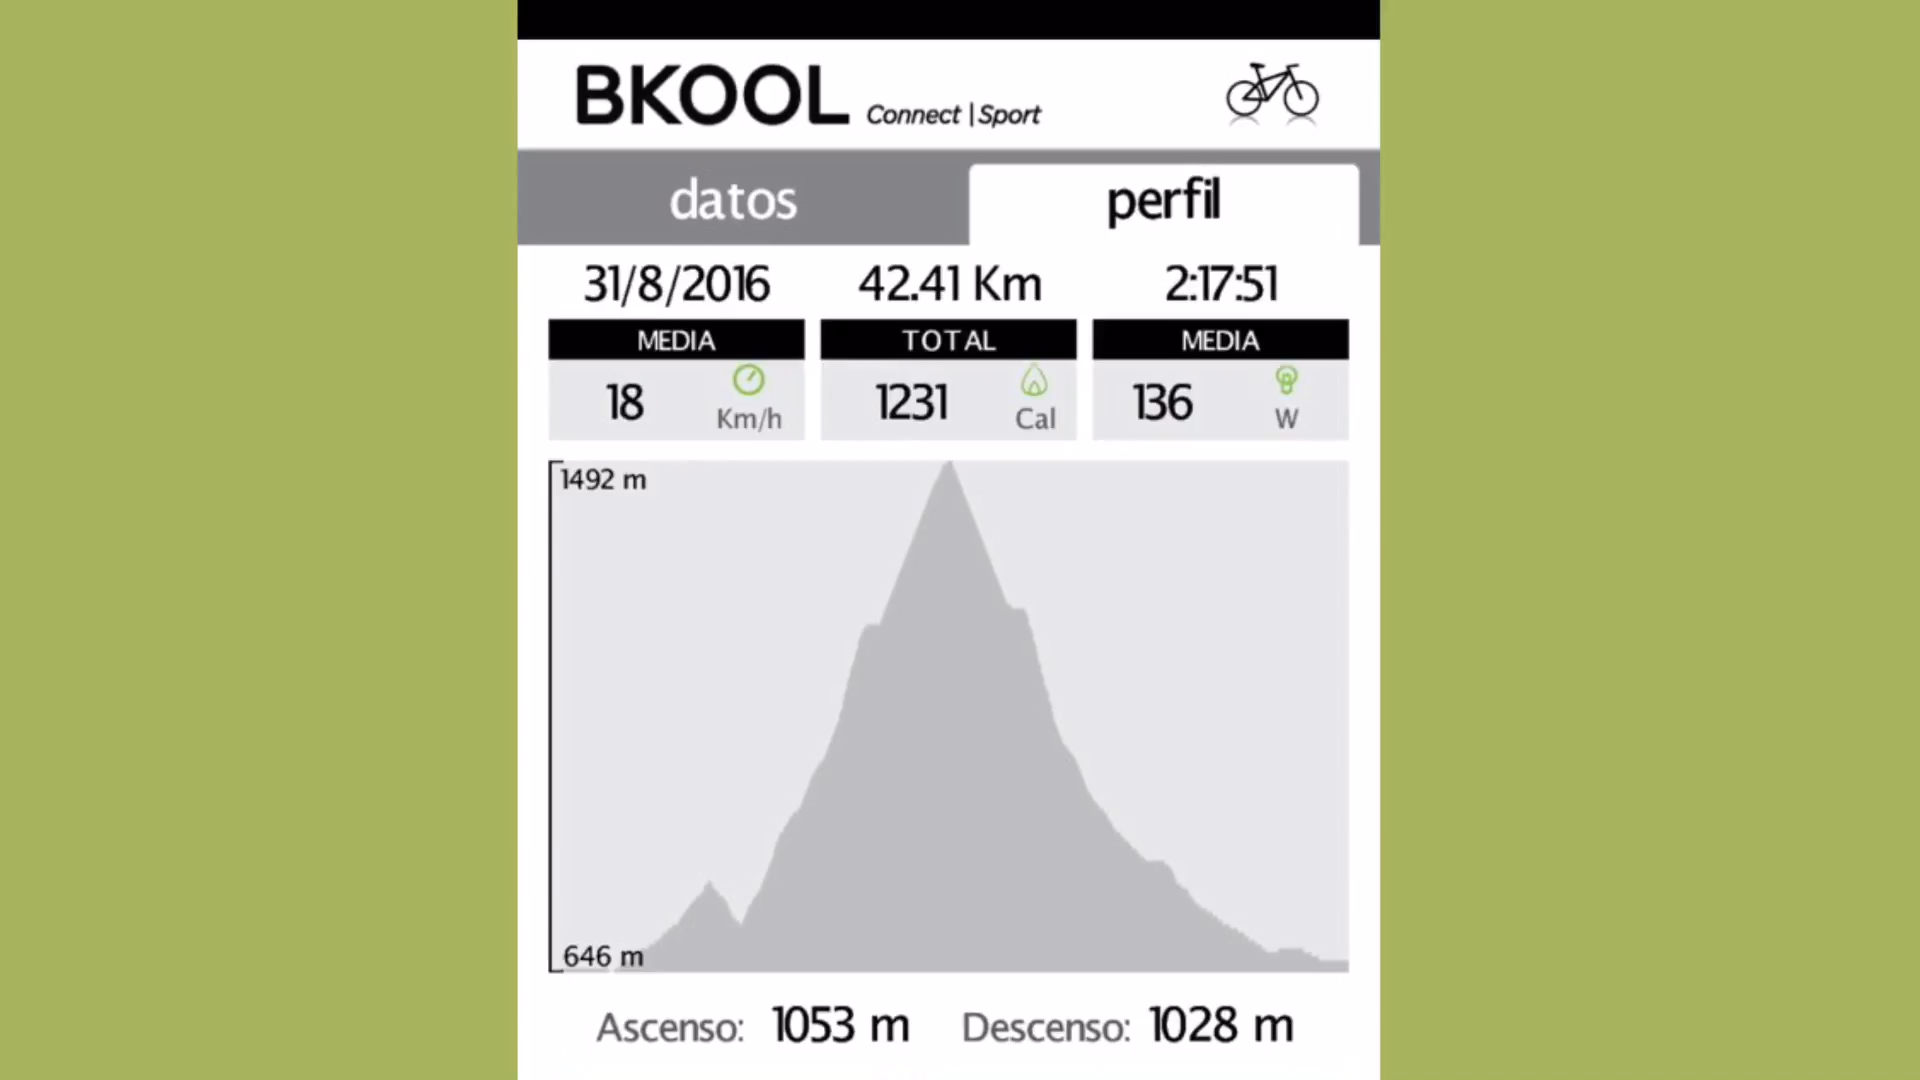 BKOOL Connect | Sport
datos perfil
31/8/2016 42.41 Km 2:17:51
MEDIA TOTAL MEDIA
18 Km/h 1231 Cal 136 W
1492 m
646 m
Ascenso: 1053 m Descenso: 1028 m